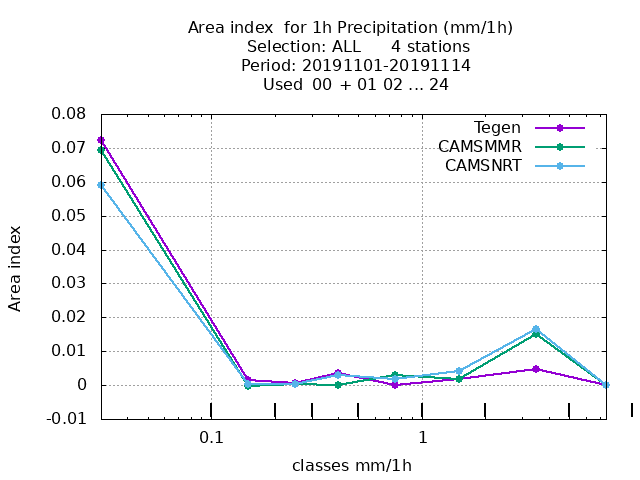 Area index  for 1h Precipitation (mm/1h)
Selection: ALL      4 stations
Period: 20191101-20191114
Used  00  + 01 02 ... 24
0.08
0.07
0.06
0.05
0.04
0.03
0.02
0.01
0
-0.01
Area index
Tegen
CAMSMMR
CAMSNRT
0.1
1
classes mm/1h